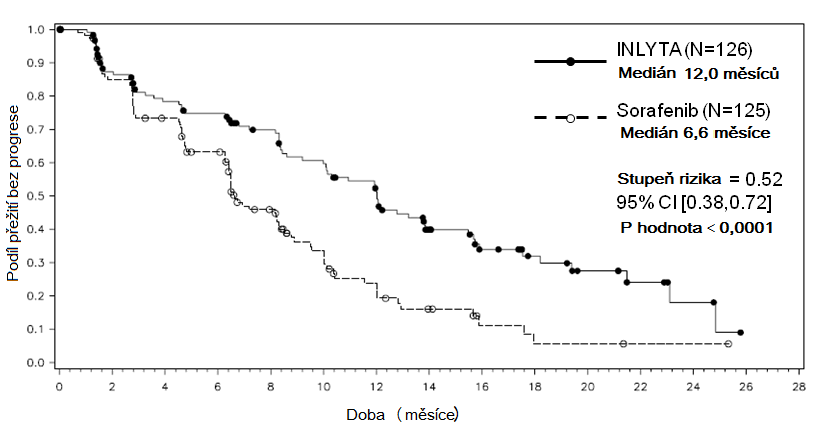 INLYTA (N=126)
Medián 12,0 měsíců
Sorafenib (N=125)
Medián 6,6 měsíce
Stupeň rizika = 0.52
95% CI [0.38,0.72]
P hodnota < 0,0001
Podíl přežití bez progrese
1.0
0.9
0.8
0.7
0.6
0.5
0.4
0.3
0.2
0.1
0.0
0 2 4 6 8 10 12 14 16 18 20 22 24 26 28
Doba (měsíce)